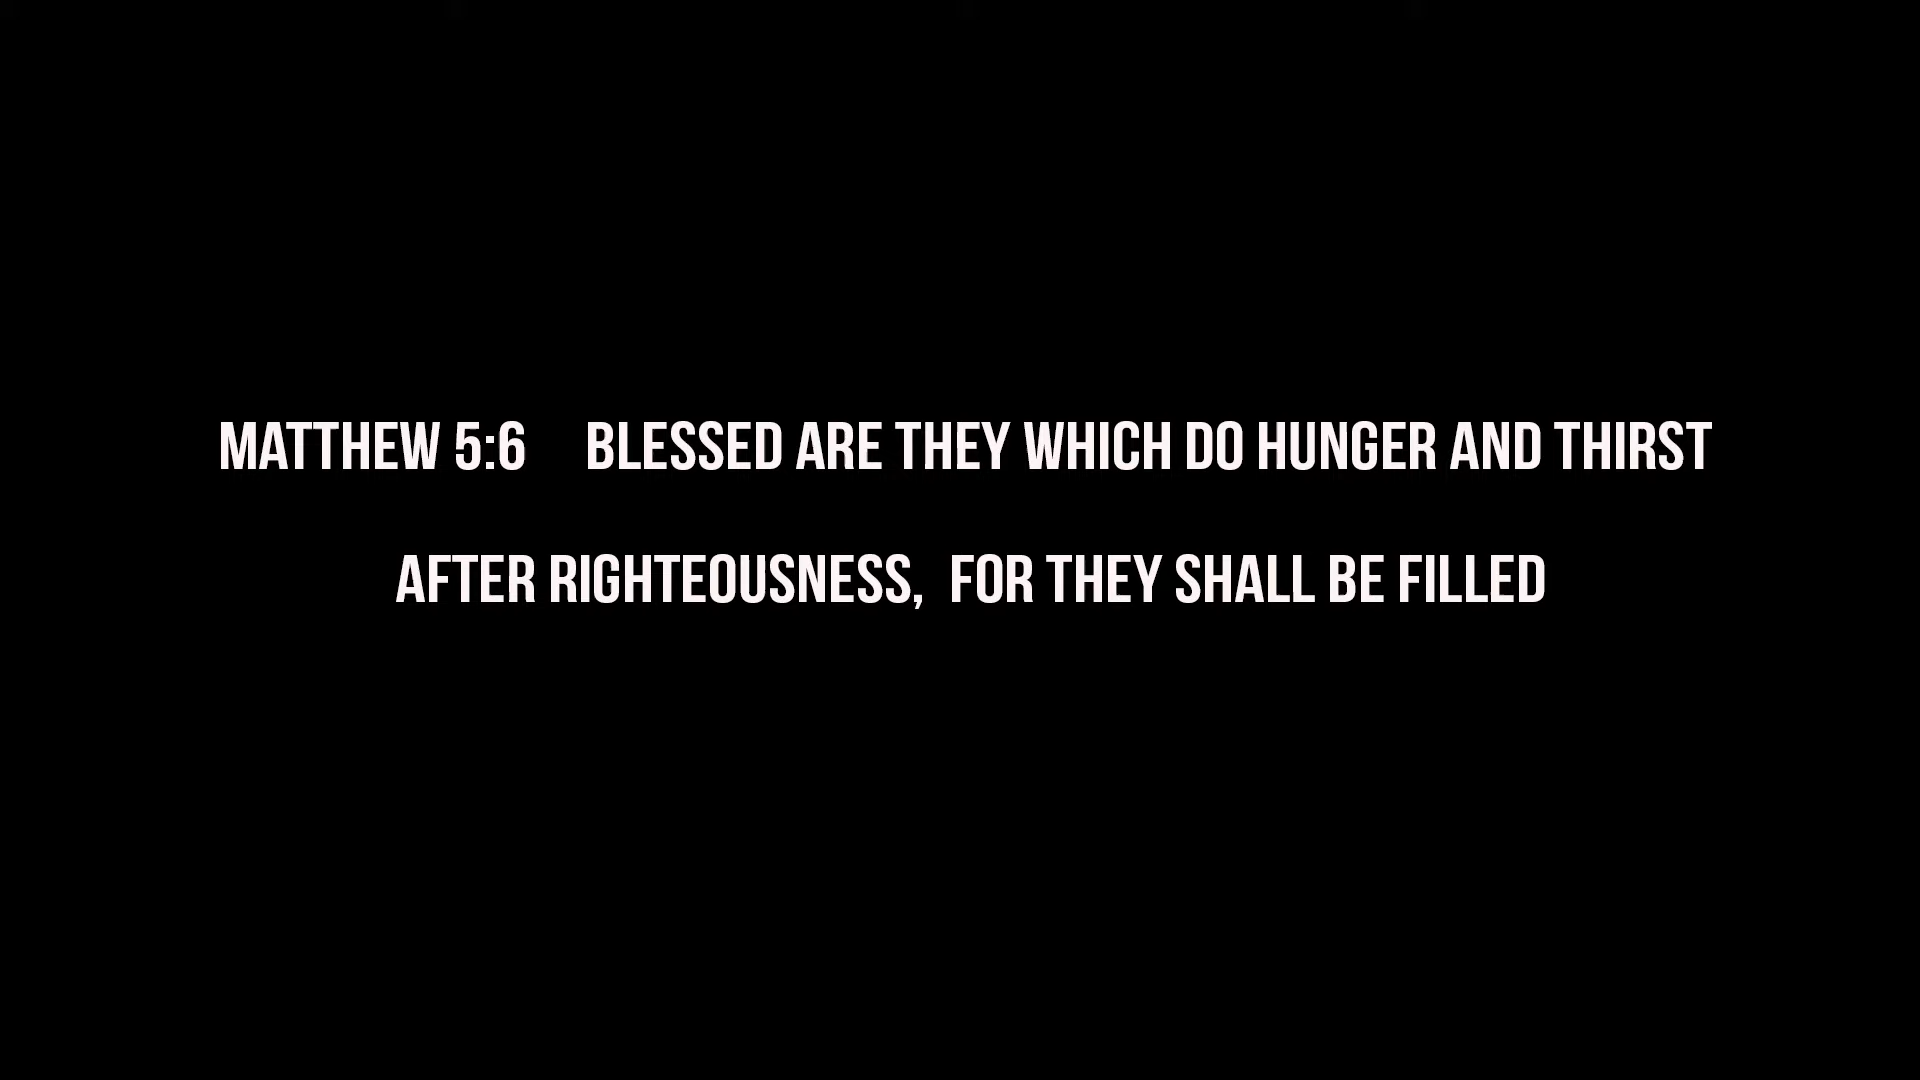 MATTHEW 5:6 BLESSED ARE THEY WHICH DO HUNGER AND THIRST
AFTER RIGHTEOUSNESS, FOR THEY SHALL BE FILLED